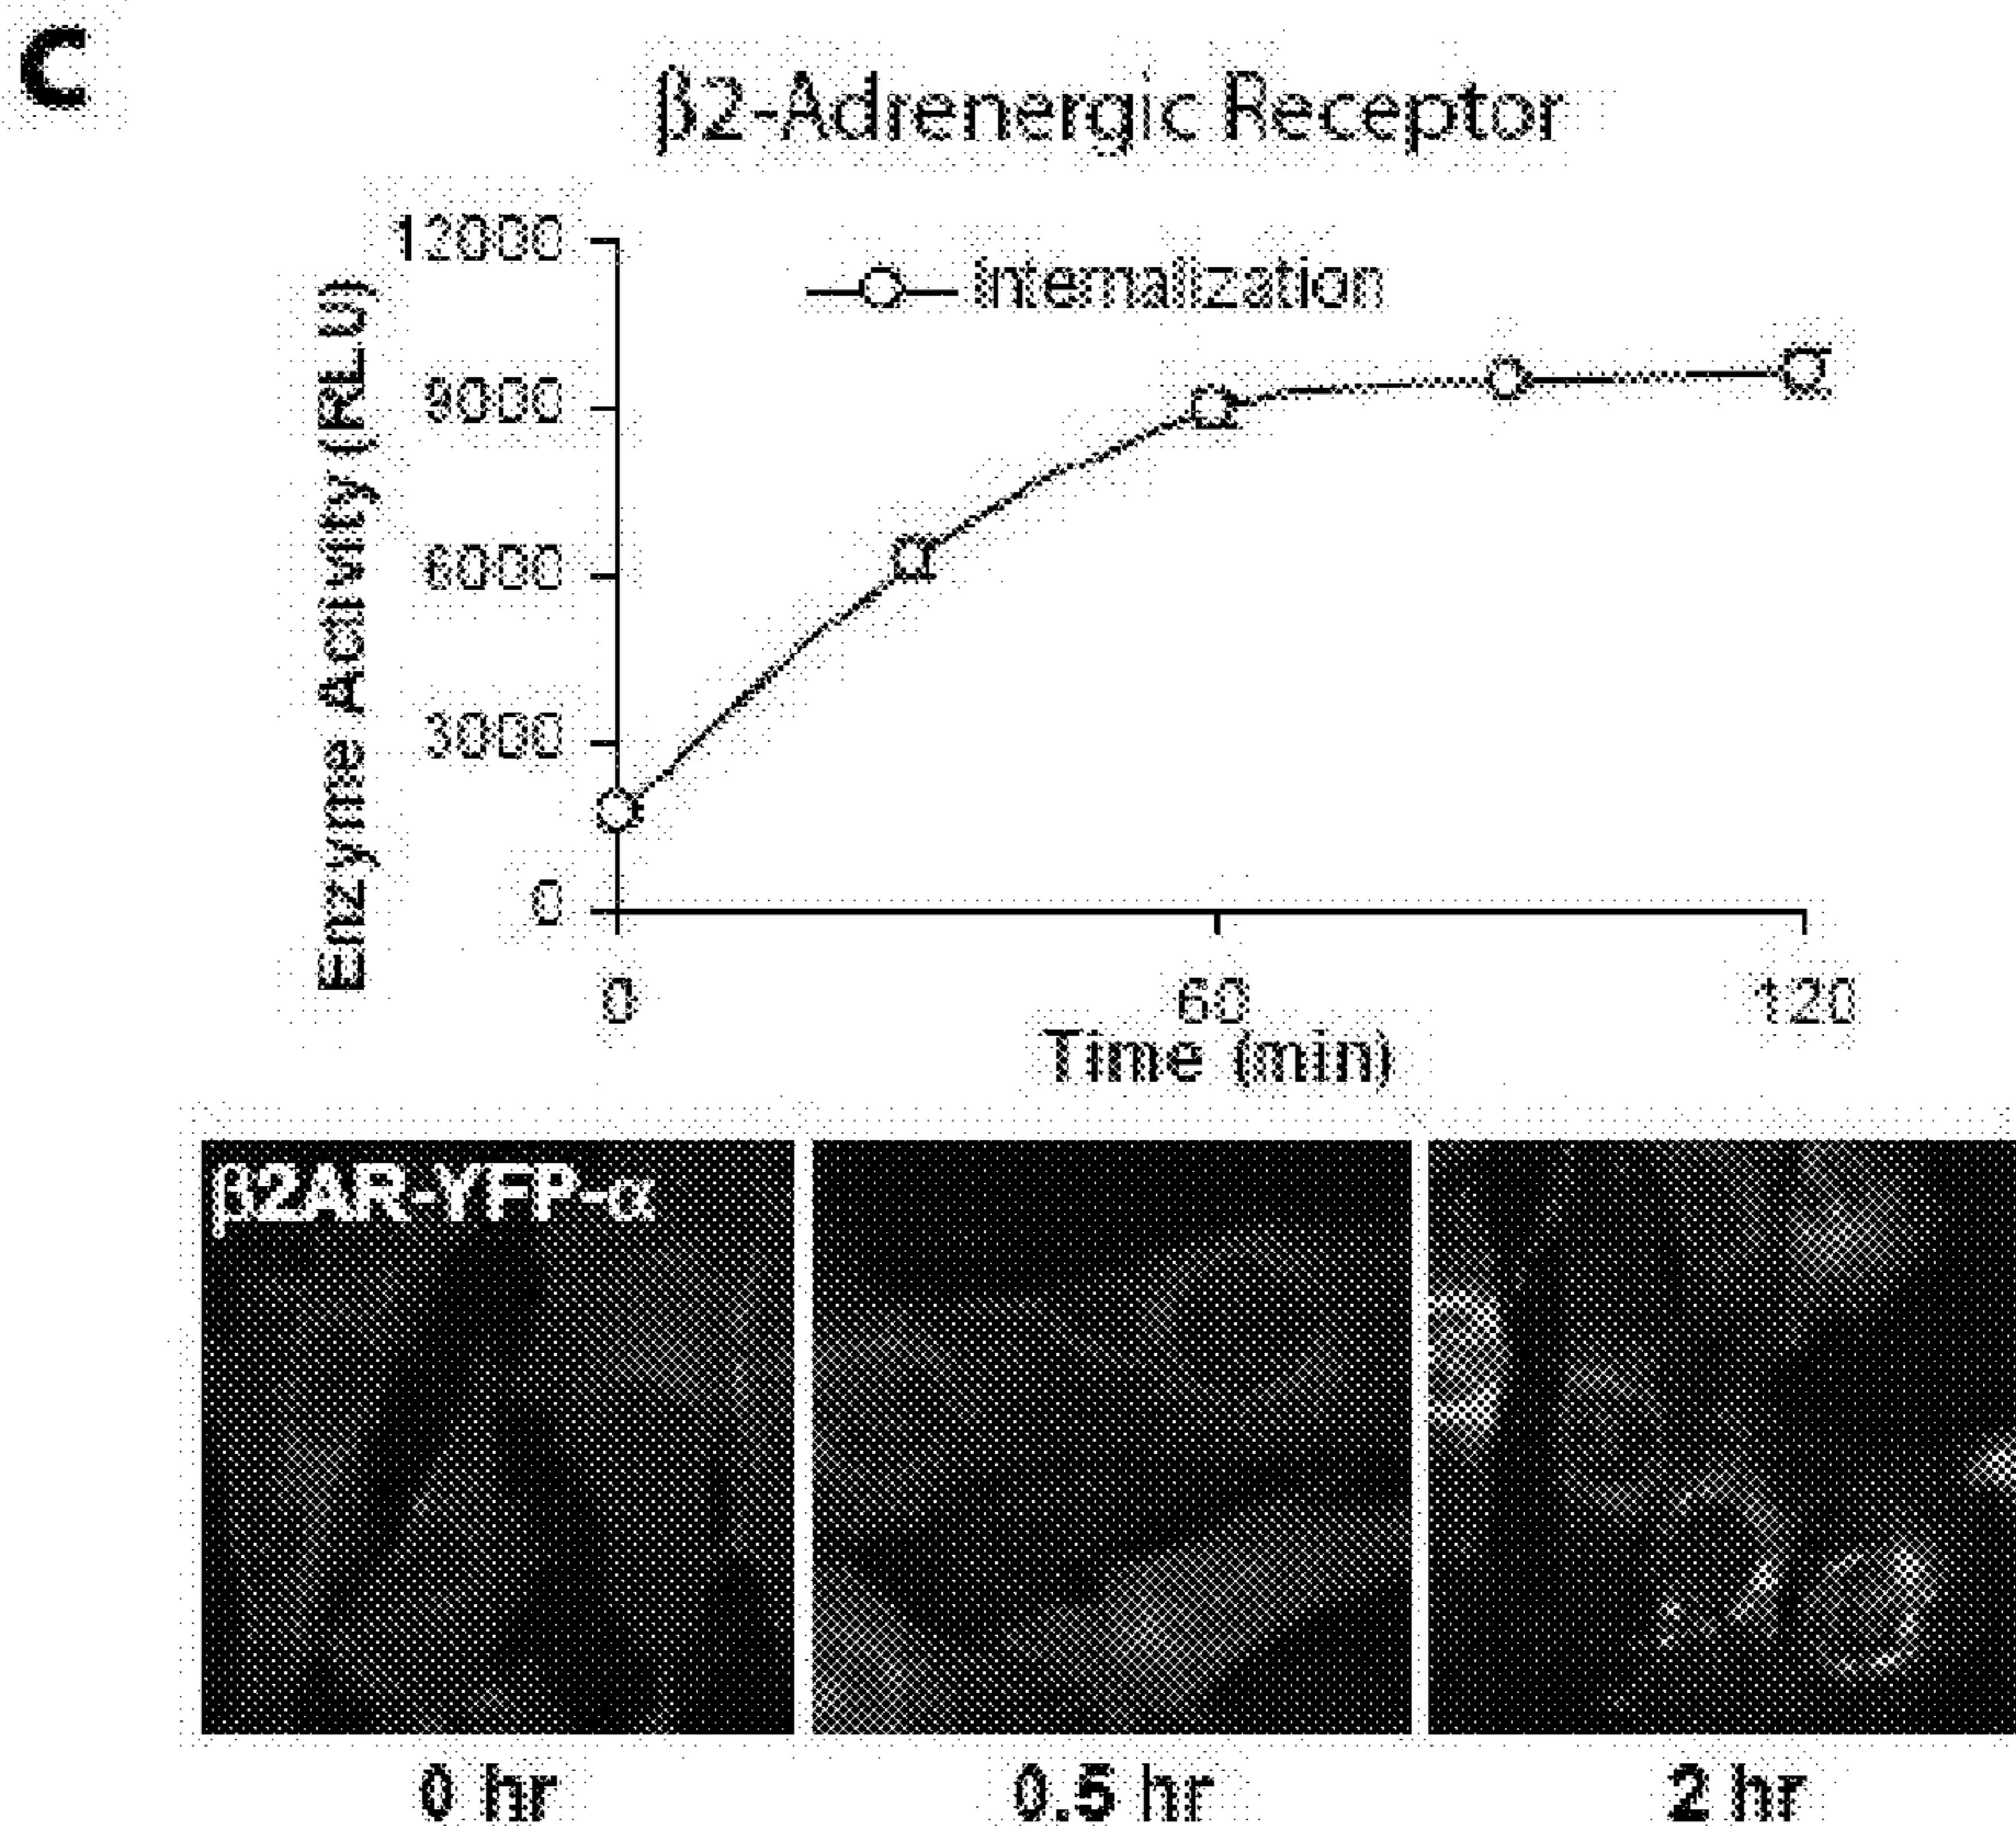 C
β2-Adrenergic Receptor
12000
9000
6000
3000
0
Enzyme Activity (RLU)
internalization
0
60
120
Time (min)
β2AR-YFP-α
0 hr
0.5 hr
2 hr